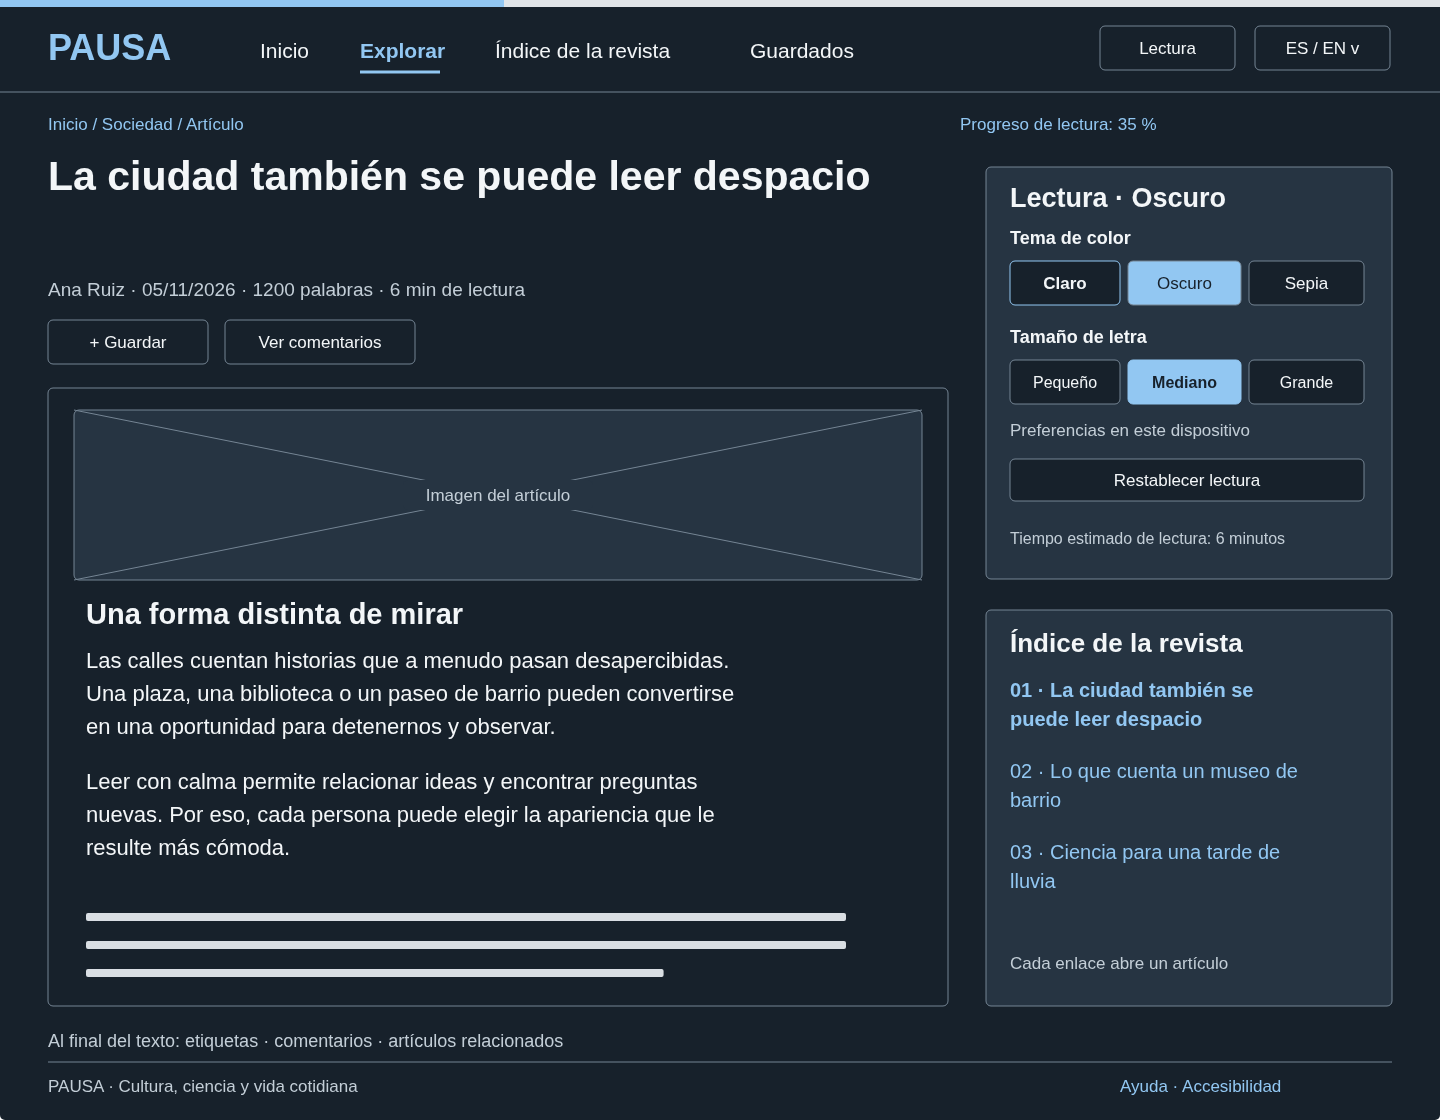 PAUSA
Inicio
Explorar
Índice de la revista
Guardados
Lectura
ES / EN v
Inicio / Sociedad / Artículo
Progreso de lectura: 35 %
La ciudad también se puede leer despacio
Ana Ruiz · 05/11/2026 · 1200 palabras · 6 min de lectura
+ Guardar
Ver comentarios
Imagen del artículo
Una forma distinta de mirar
Las calles cuentan historias que a menudo pasan desapercibidas.
Una plaza, una biblioteca o un paseo de barrio pueden convertirse
en una oportunidad para detenernos y observar.
Leer con calma permite relacionar ideas y encontrar preguntas
nuevas. Por eso, cada persona puede elegir la apariencia que le
resulte más cómoda.
Lectura · Oscuro
Tema de color
Claro
Oscuro
Sepia
Tamaño de letra
Pequeño
Mediano
Grande
Preferencias en este dispositivo
Restablecer lectura
Tiempo estimado de lectura: 6 minutos
Índice de la revista
01 · La ciudad también se
puede leer despacio
02 · Lo que cuenta un museo de
barrio
03 · Ciencia para una tarde de
lluvia
Cada enlace abre un artículo
Al final del texto: etiquetas · comentarios · artículos relacionados
PAUSA · Cultura, ciencia y vida cotidiana
Ayuda · Accesibilidad